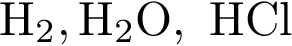 H₂, H₂O, HCl